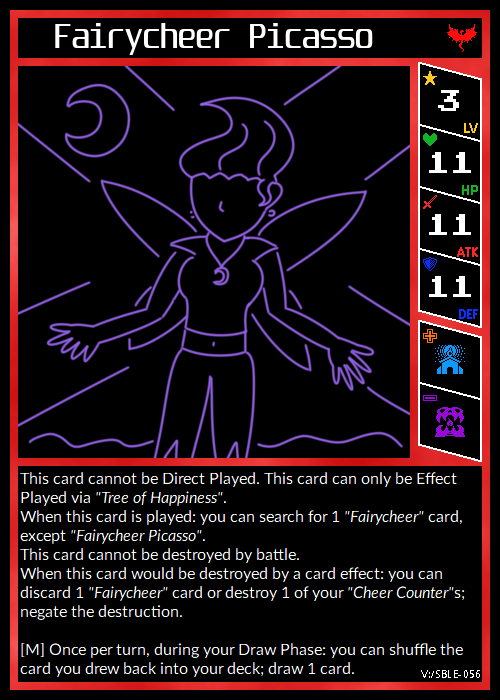 Fairycheer Picasso
3
LV
11
HP
11
ATK
11
DEF
This card cannot be Direct Played. This card can only be Effect
Played via "Tree of Happiness".
When this card is played: you can search for 1 "Fairycheer" card,
except "Fairycheer Picasso".
This card cannot be destroyed by battle.
When this card would be destroyed by a card effect: you can
discard 1 "Fairycheer" card or destroy 1 of your "Cheer Counter"s;
negate the destruction.
[M] Once per turn, during your Draw Phase: you can shuffle the
card you drew back into your deck; draw 1 card.
V:/SBLE-056